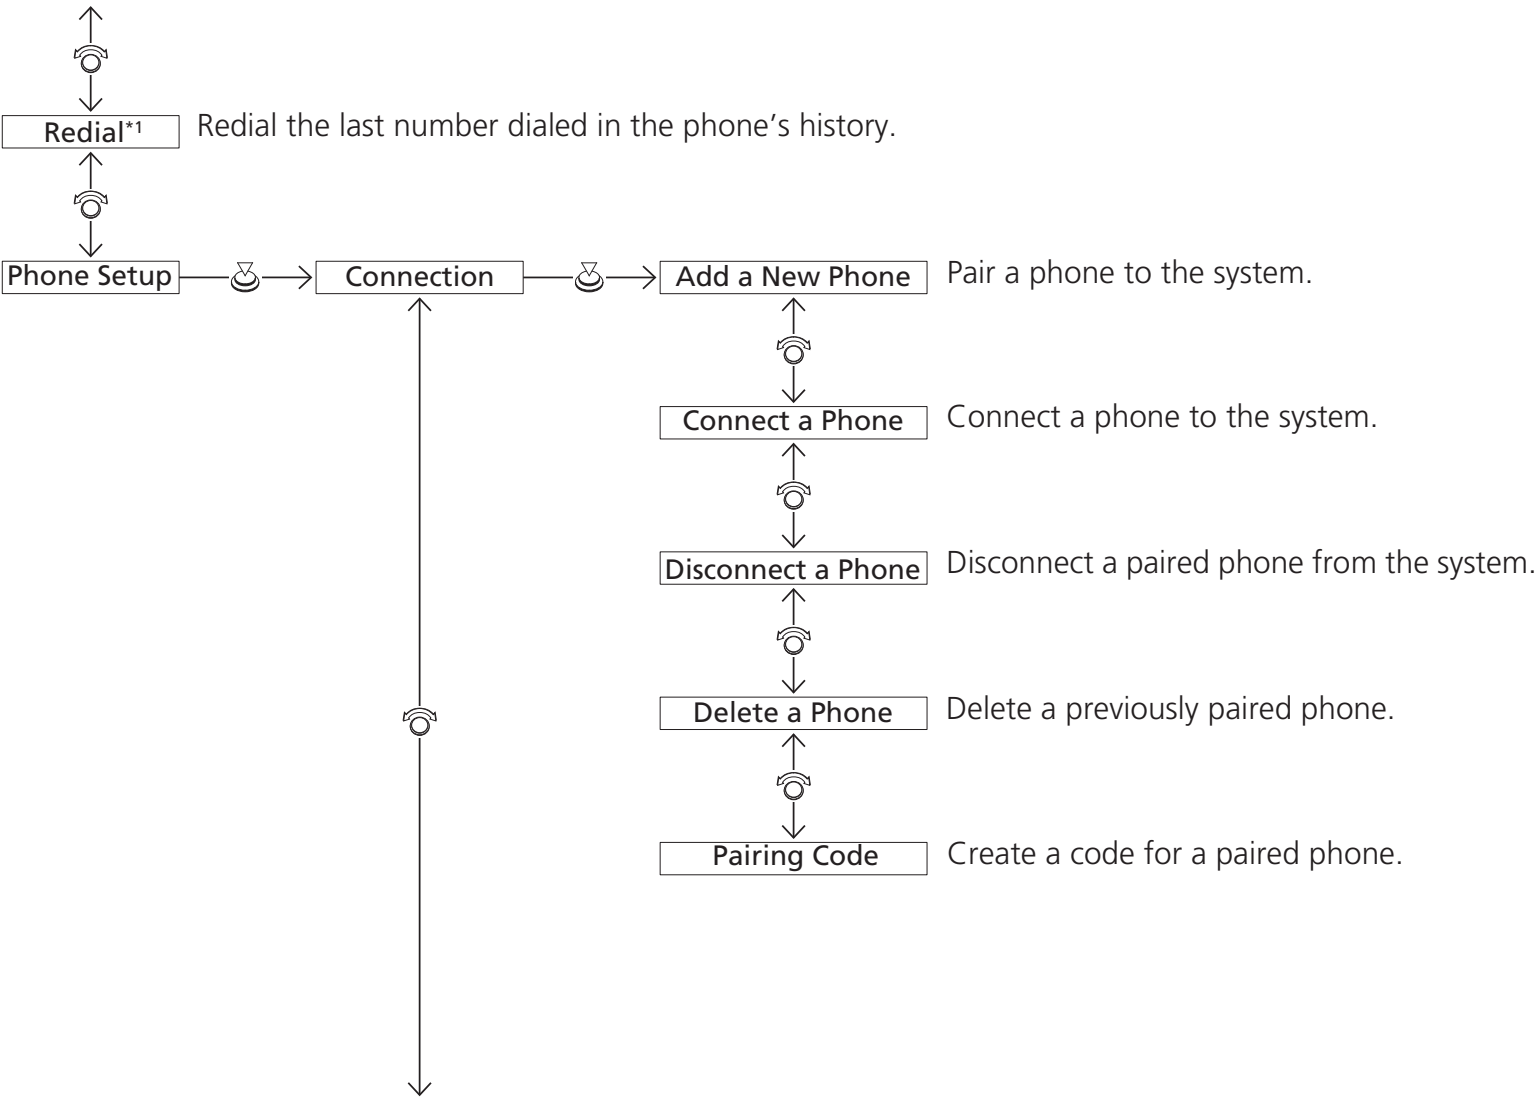 Redial*1 Redial the last number dialed in the phone's history.
Phone Setup Connection Add a New Phone Pair a phone to the system.
Connect a Phone Connect a phone to the system.
Disconnect a Phone Disconnect a paired phone from the system.
Delete a Phone Delete a previously paired phone.
Pairing Code Create a code for a paired phone.